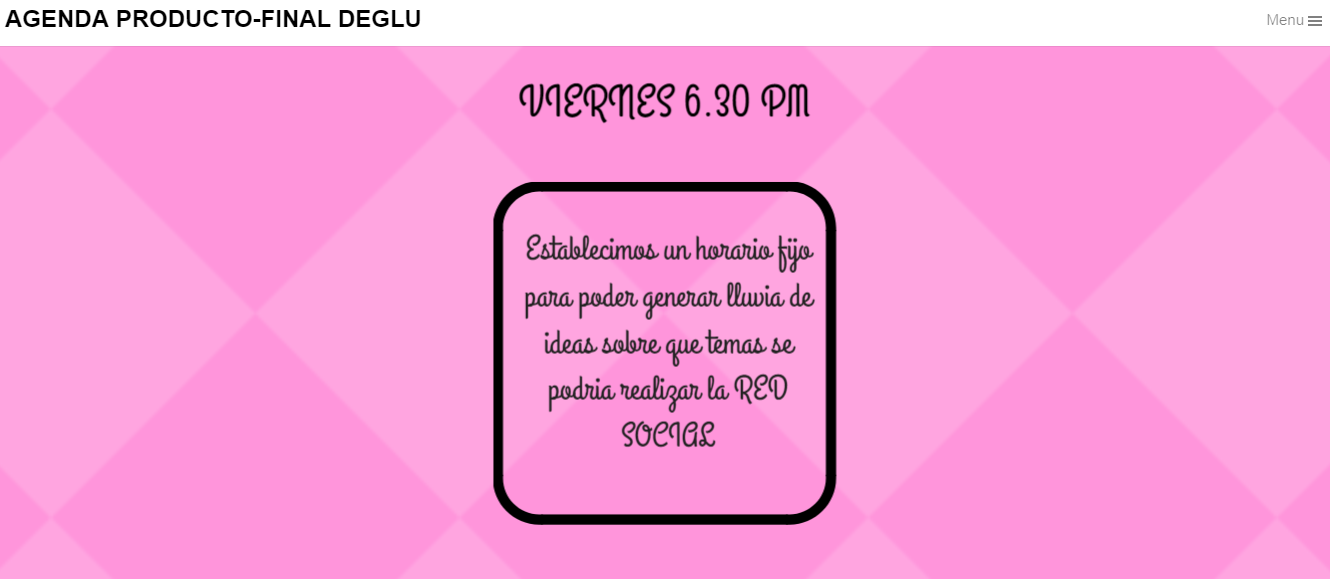 AGENDA PRODUCTO-FINAL DEGLU
Menu
VIERNES 6.30 PM
Establecimos un horario fijo
para poder generar lluvia de
ideas sobre que temas se
podria realizar la RED
SOCIAL